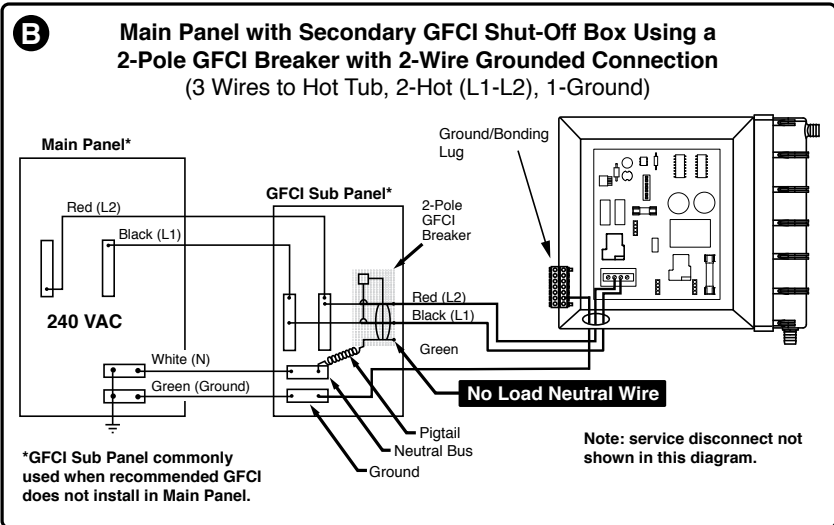 B
Main Panel with Secondary GFCI Shut-Off Box Using a
2-Pole GFCI Breaker with 2-Wire Grounded Connection
(3 Wires to Hot Tub, 2-Hot (L1-L2), 1-Ground)
Ground/Bonding
Lug
Main Panel*
GFCI Sub Panel*
2-Pole
GFCI
Breaker
Red (L2)
Black (L1)
240 VAC
Red (L2)
Black (L1)
Green
White (N)
Green (Ground)
No Load Neutral Wire
Pigtail
Neutral Bus
Ground
*GFCI Sub Panel commonly
used when recommended GFCI
does not install in Main Panel.
Note: service disconnect not
shown in this diagram.